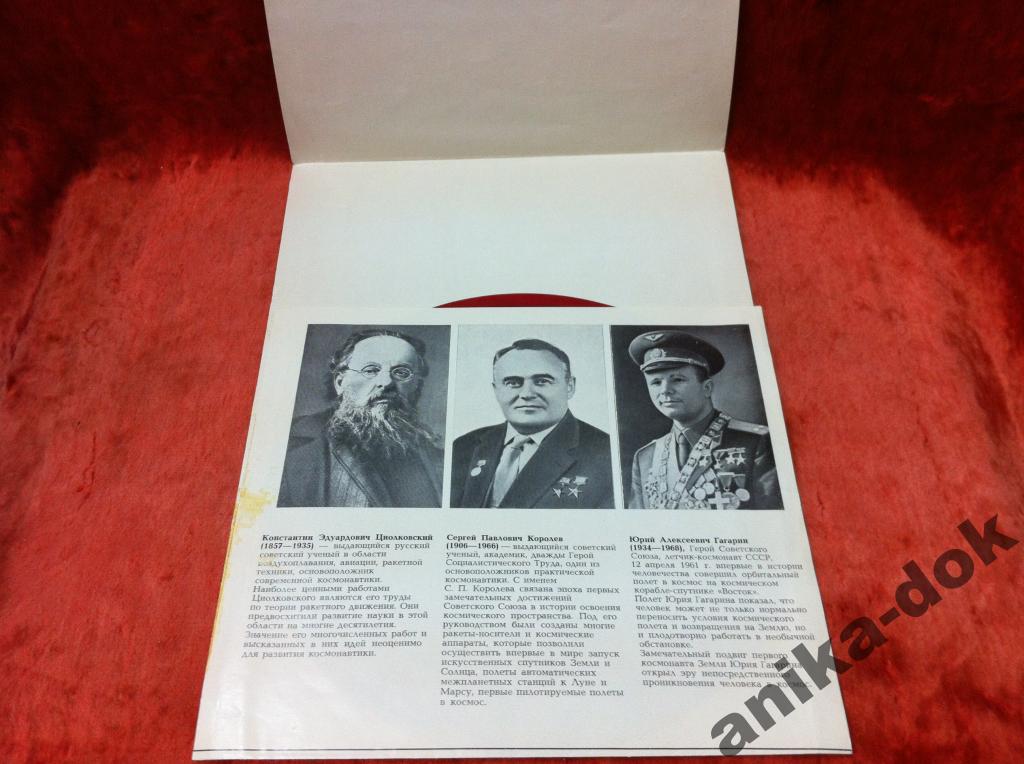 Константин Эдуардович Циолковский
(1857—1935) — выдающийся русский
советский ученый в области
воздухоплавания, авиации, ракетной
техники, основоположник
современной космонавтики.
Наиболее ценными работами
Циолковского являются его труды
по теории ракетного движения. Они
предвосхитили развитие науки в этой
области на многие десятилетия.
Значение его многочисленных работ и
высказанных в них идей неоценимо
для развития космонавтики.
Сергей Павлович Королев
(1906—1966) — выдающийся советский
ученый, академик, дважды Герой
Социалистического Труда, один из
основоположников практической
космонавтики. С именем
С. П. Королева связана эпоха первых
замечательных достижений
Советского Союза в истории освоения
космического пространства. Под его
руководством были созданы многие
ракеты-носители и космические
аппараты, которые позволили
осуществить впервые в мире запуск
искусственных спутников Земли и
Солнца, полеты автоматических
межпланетных станций к Луне и
Марсу, первые пилотируемые полеты
в космос.
Юрий Алексеевич Гагарин
(1934—1968), Герой Советского
Союза, летчик-космонавт СССР,
12 апреля 1961 г. впервые в истории
человечества совершил орбитальный
полет в космос на космическом
корабле-спутнике «Восток».
Полет Юрия Гагарина показал, что
человек может не только нормально
переносить условия космического
полета и возвращения на Землю, но
и плодотворно работать в необычной
обстановке.
Замечательный подвиг первого
космонавта Земли Юрия Гагарина
открыл эру непосредственного
проникновения человека в космос.
anika-dok